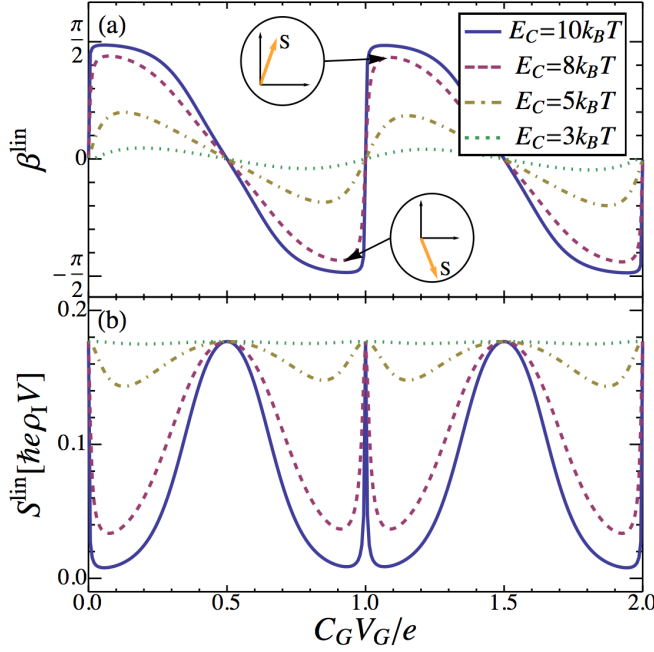 (a)
π
2
0
−π
2
β^lin
S
S
E_C=10k_BT
E_C=8k_BT
E_C=5k_BT
E_C=3k_BT
(b)
0.2
0.1
0.0
S^lin[ħeρ_IV]
0.0 0.5 1.0 1.5 2.0
C_GV_G/e